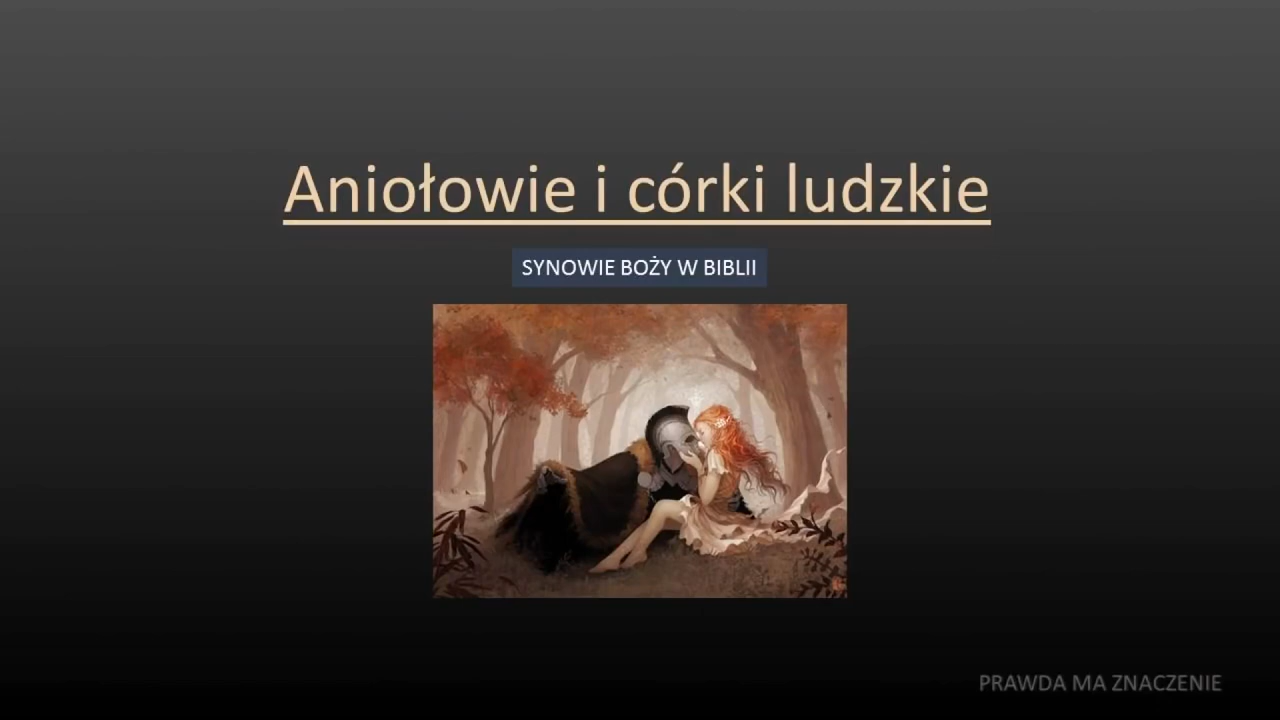 Aniołowie i córki ludzkie
SYNOWIE BOŻY W BIBLII
PRAWDA MA ZNACZENIE